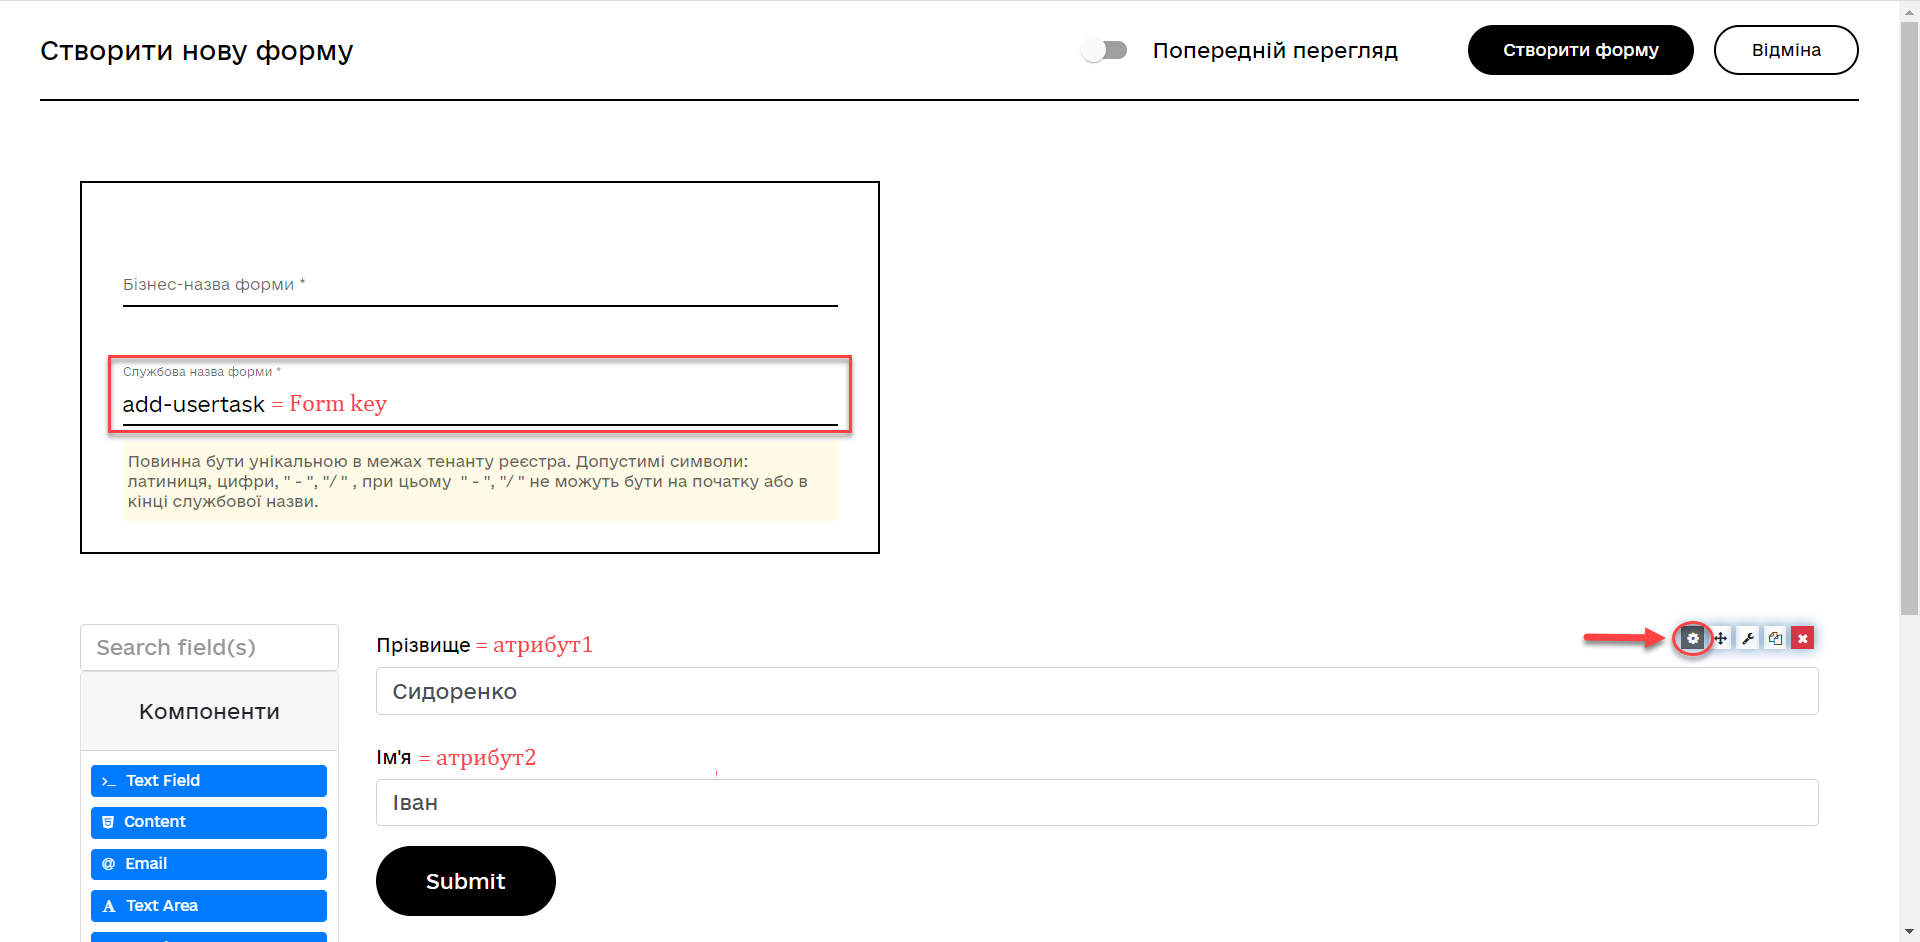 Створити нову форму
Попередній перегляд
Створити форму
Відміна
Бізнес-назва форми *
Службова назва форми *
add-usertask = Form key
Повинна бути унікальною в межах тенанту реєстра. Допустимі символи:
латиниця, цифри, " - ", "/ " , при цьому " - ", "/ " не можуть бути на початку або в
кінці службової назви.
Search field(s)
Компоненти
Text Field
Content
Email
Text Area
Прізвище = атрибут1
Сидоренко
Ім'я = атрибут2
Іван
Submit